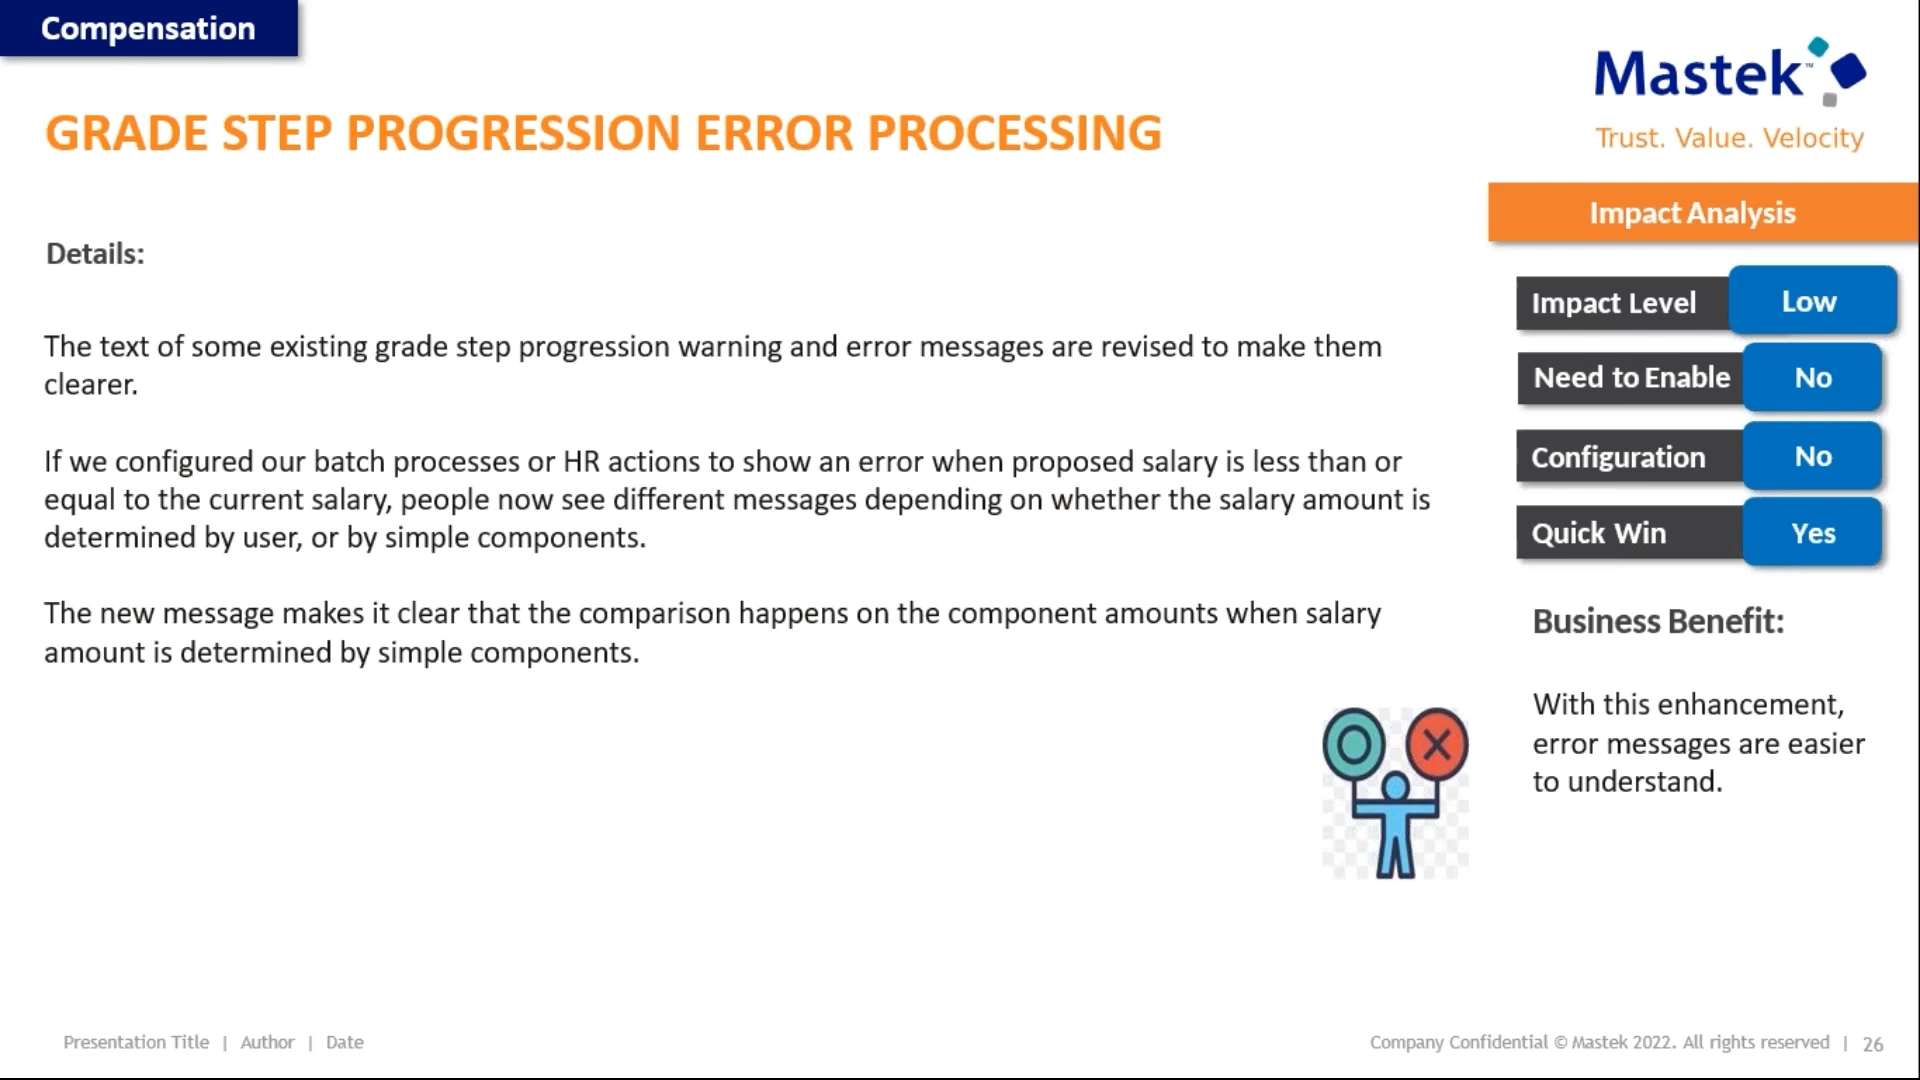 Compensation
Mastek™
Trust. Value. Velocity
GRADE STEP PROGRESSION ERROR PROCESSING
Impact Analysis
Details:
Impact Level Low
Need to Enable No
Configuration No
Quick Win Yes
The text of some existing grade step progression warning and error messages are revised to make them
clearer.
If we configured our batch processes or HR actions to show an error when proposed salary is less than or
equal to the current salary, people now see different messages depending on whether the salary amount is
determined by user, or by simple components.
The new message makes it clear that the comparison happens on the component amounts when salary
amount is determined by simple components.
Business Benefit:
With this enhancement,
error messages are easier
to understand.
Presentation Title | Author | Date
Company Confidential © Mastek 2022. All rights reserved | 26